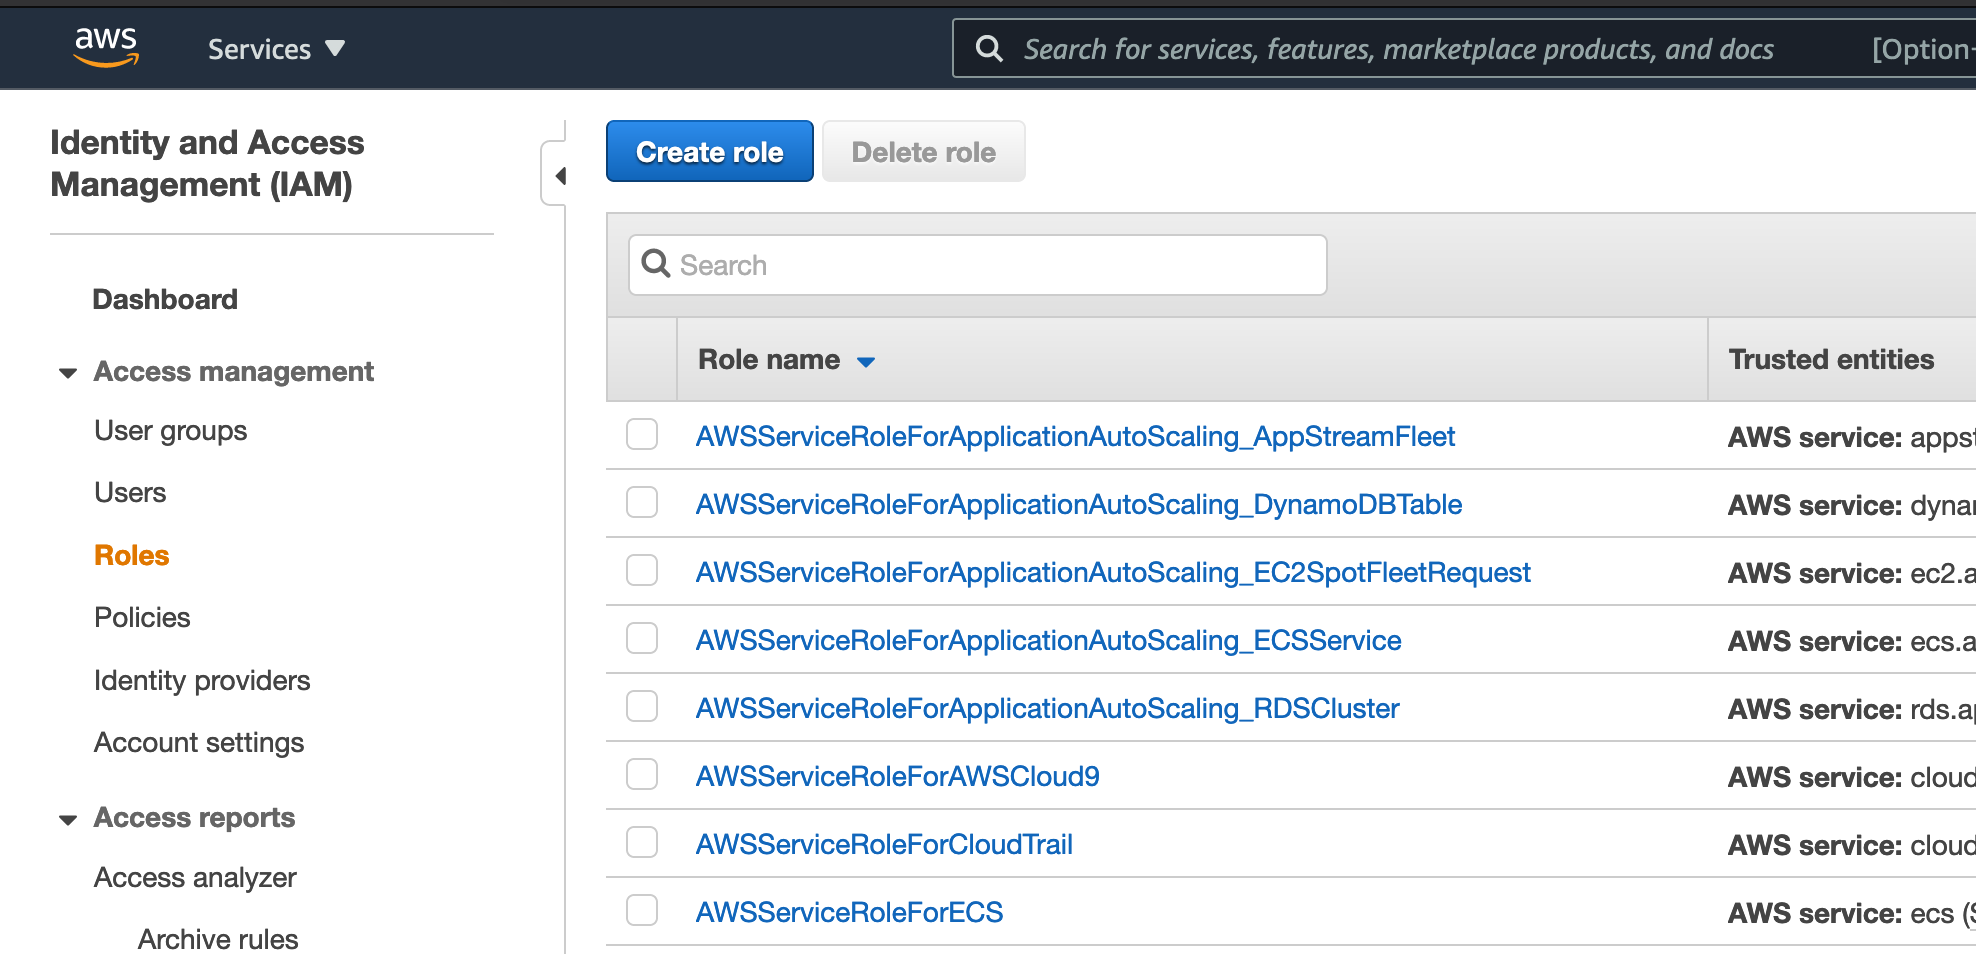 aws
Services
Search for services, features, marketplace products, and docs
[Option-
Identity and Access
Management (IAM)
Dashboard
Access management
User groups
Users
Roles
Policies
Identity providers
Account settings
Access reports
Access analyzer
Archive rules
Create role
Delete role
Search
Role name
Trusted entities
AWSServiceRoleForApplicationAutoScaling_AppStreamFleet
AWS service: appst
AWSServiceRoleForApplicationAutoScaling_DynamoDBTable
AWS service: dynam
AWSServiceRoleForApplicationAutoScaling_EC2SpotFleetRequest
AWS service: ec2.a
AWSServiceRoleForApplicationAutoScaling_ECSService
AWS service: ecs.a
AWSServiceRoleForApplicationAutoScaling_RDSCluster
AWS service: rds.ap
AWSServiceRoleForAWSCloud9
AWS service: cloud
AWSServiceRoleForCloudTrail
AWS service: cloud
AWSServiceRoleForECS
AWS service: ecs (S